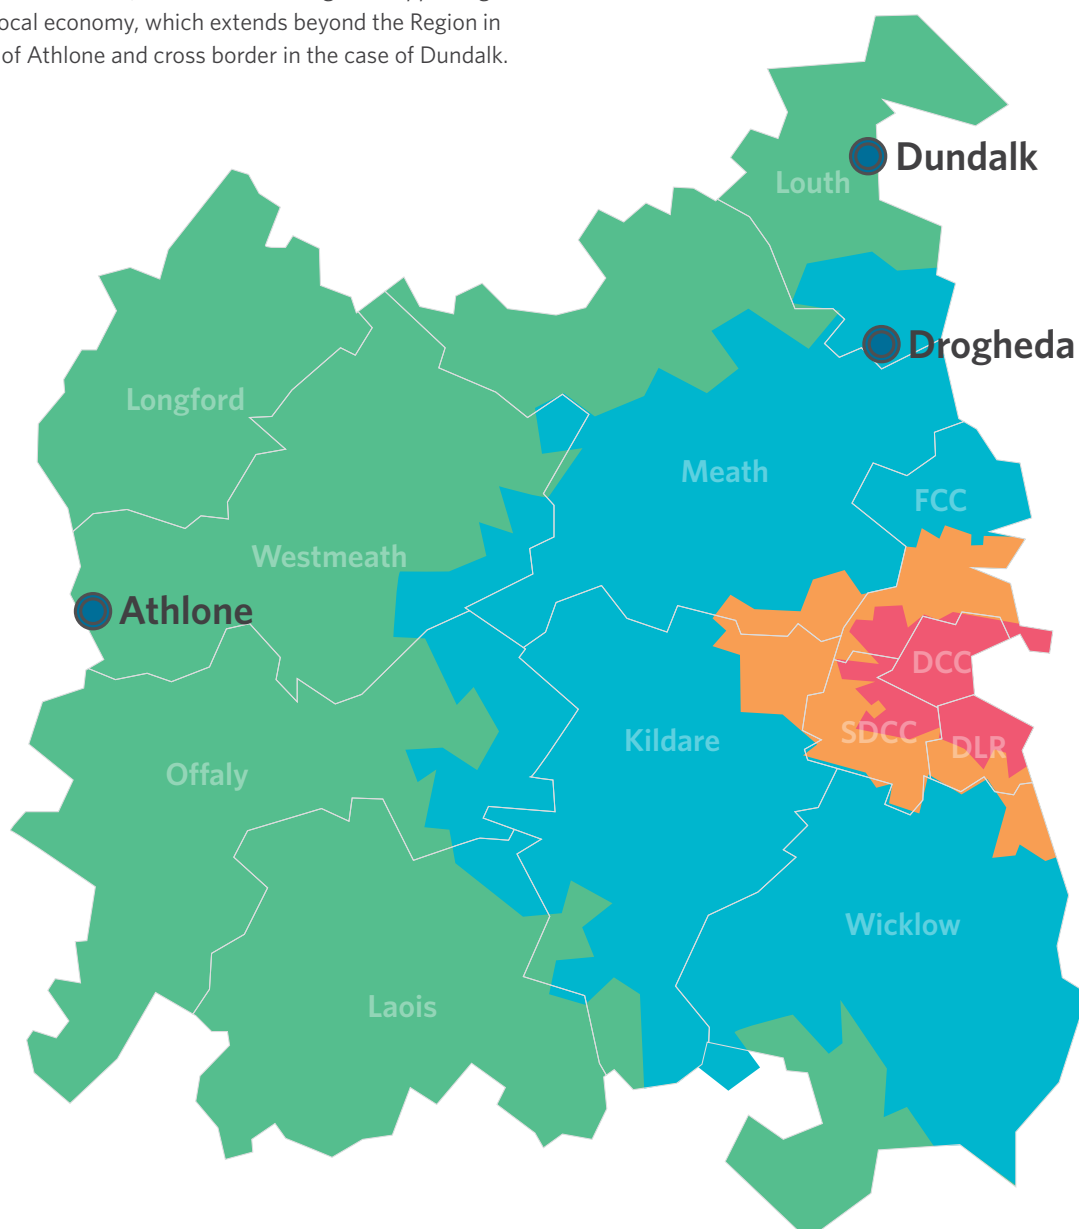 ocal economy, which extends beyond the Region in
of Athlone and cross border in the case of Dundalk.
Dundalk
Louth
Drogheda
Longford
Meath
FCC
Westmeath
Athlone
DCC
SDCC
DLR
Kildare
Offaly
Wicklow
Laois